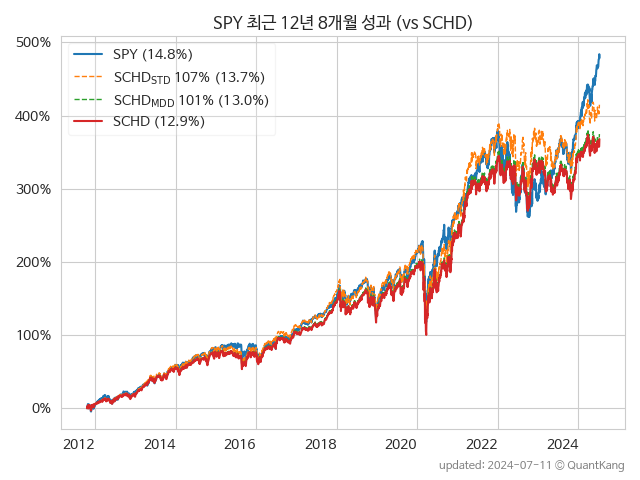 SPY 최근 12년 8개월 성과 (vs SCHD)
500%
400%
300%
200%
100%
0%
SPY (14.8%)
SCHD_STD 107% (13.7%)
SCHD_MDD 101% (13.0%)
SCHD (12.9%)
2012 2014 2016 2018 2020 2022 2024
updated: 2024-07-11 © QuantKang